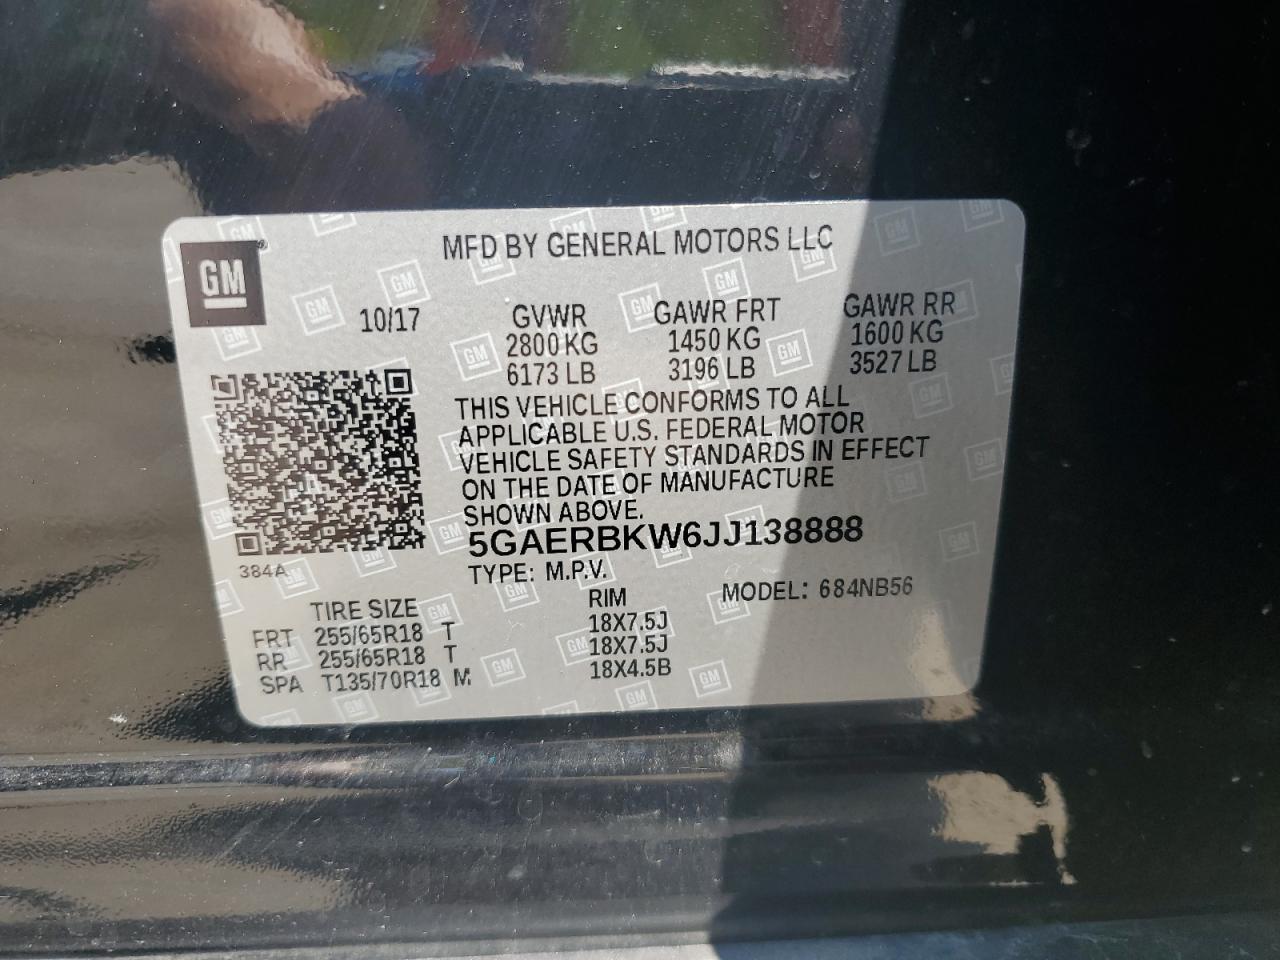 GM
MFD BY GENERAL MOTORS LLC
10/17 GVWR GAWR FRT GAWR RR
2800 KG 1450 KG 1600 KG
6173 LB 3196 LB 3527 LB
THIS VEHICLE CONFORMS TO ALL
APPLICABLE U.S. FEDERAL MOTOR
VEHICLE SAFETY STANDARDS IN EFFECT
ON THE DATE OF MANUFACTURE
SHOWN ABOVE.
5GAERBKW6JJ138888
384A TYPE: M.P.V. MODEL: 684NB56
TIRE SIZE RIM
FRT 255/65R18 T 18X7.5J
RR 255/65R18 T 18X7.5J
SPA T135/70R18 M 18X4.5B